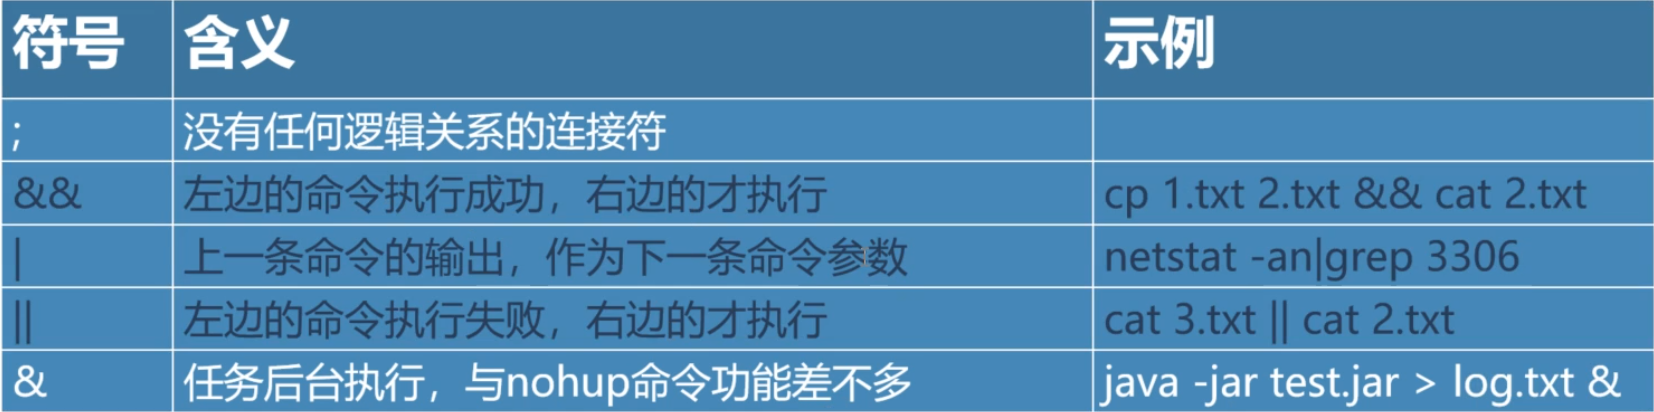 符号 含义 示例
; 没有任何逻辑关系的连接符
&& 左边的命令执行成功，右边的才执行 cp 1.txt 2.txt && cat 2.txt
| 上一条命令的输出，作为下一条命令参数 netstat -an|grep 3306
|| 左边的命令执行失败，右边的才执行 cat 3.txt || cat 2.txt
& 任务后台执行，与nohup命令功能差不多 java -jar test.jar > log.txt &